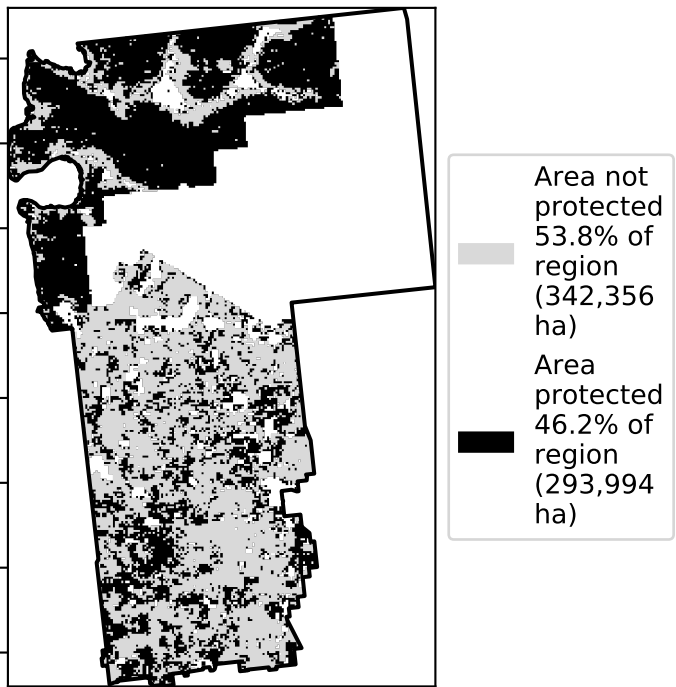 Area not
protected
53.8% of
region
(342,356
ha)
Area
protected
46.2% of
region
(293,994
ha)